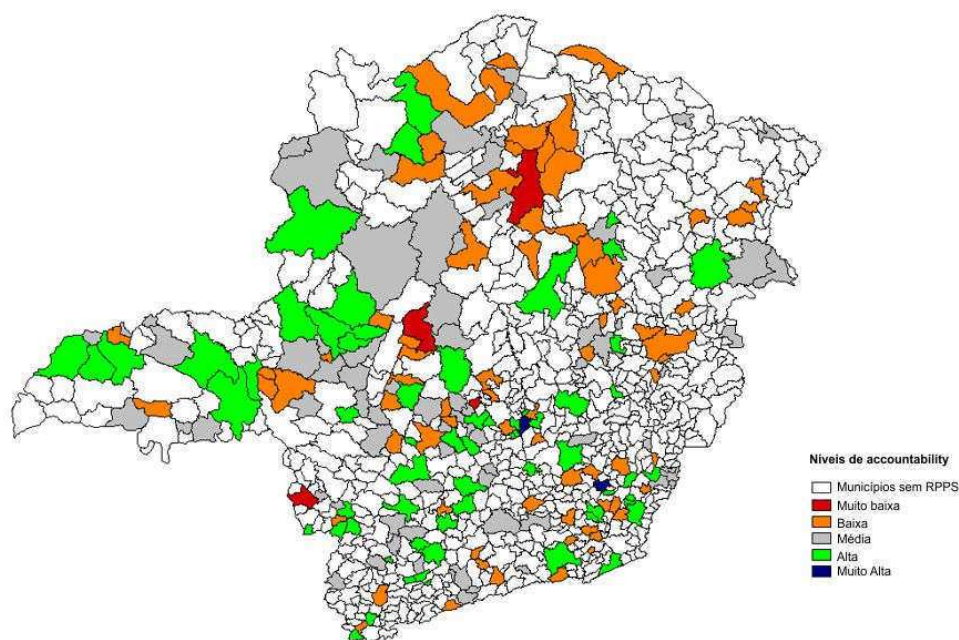 Níveis de accountability
Municípios sem RPPS
Muito baixa
Baixa
Média
Alta
Muito Alta